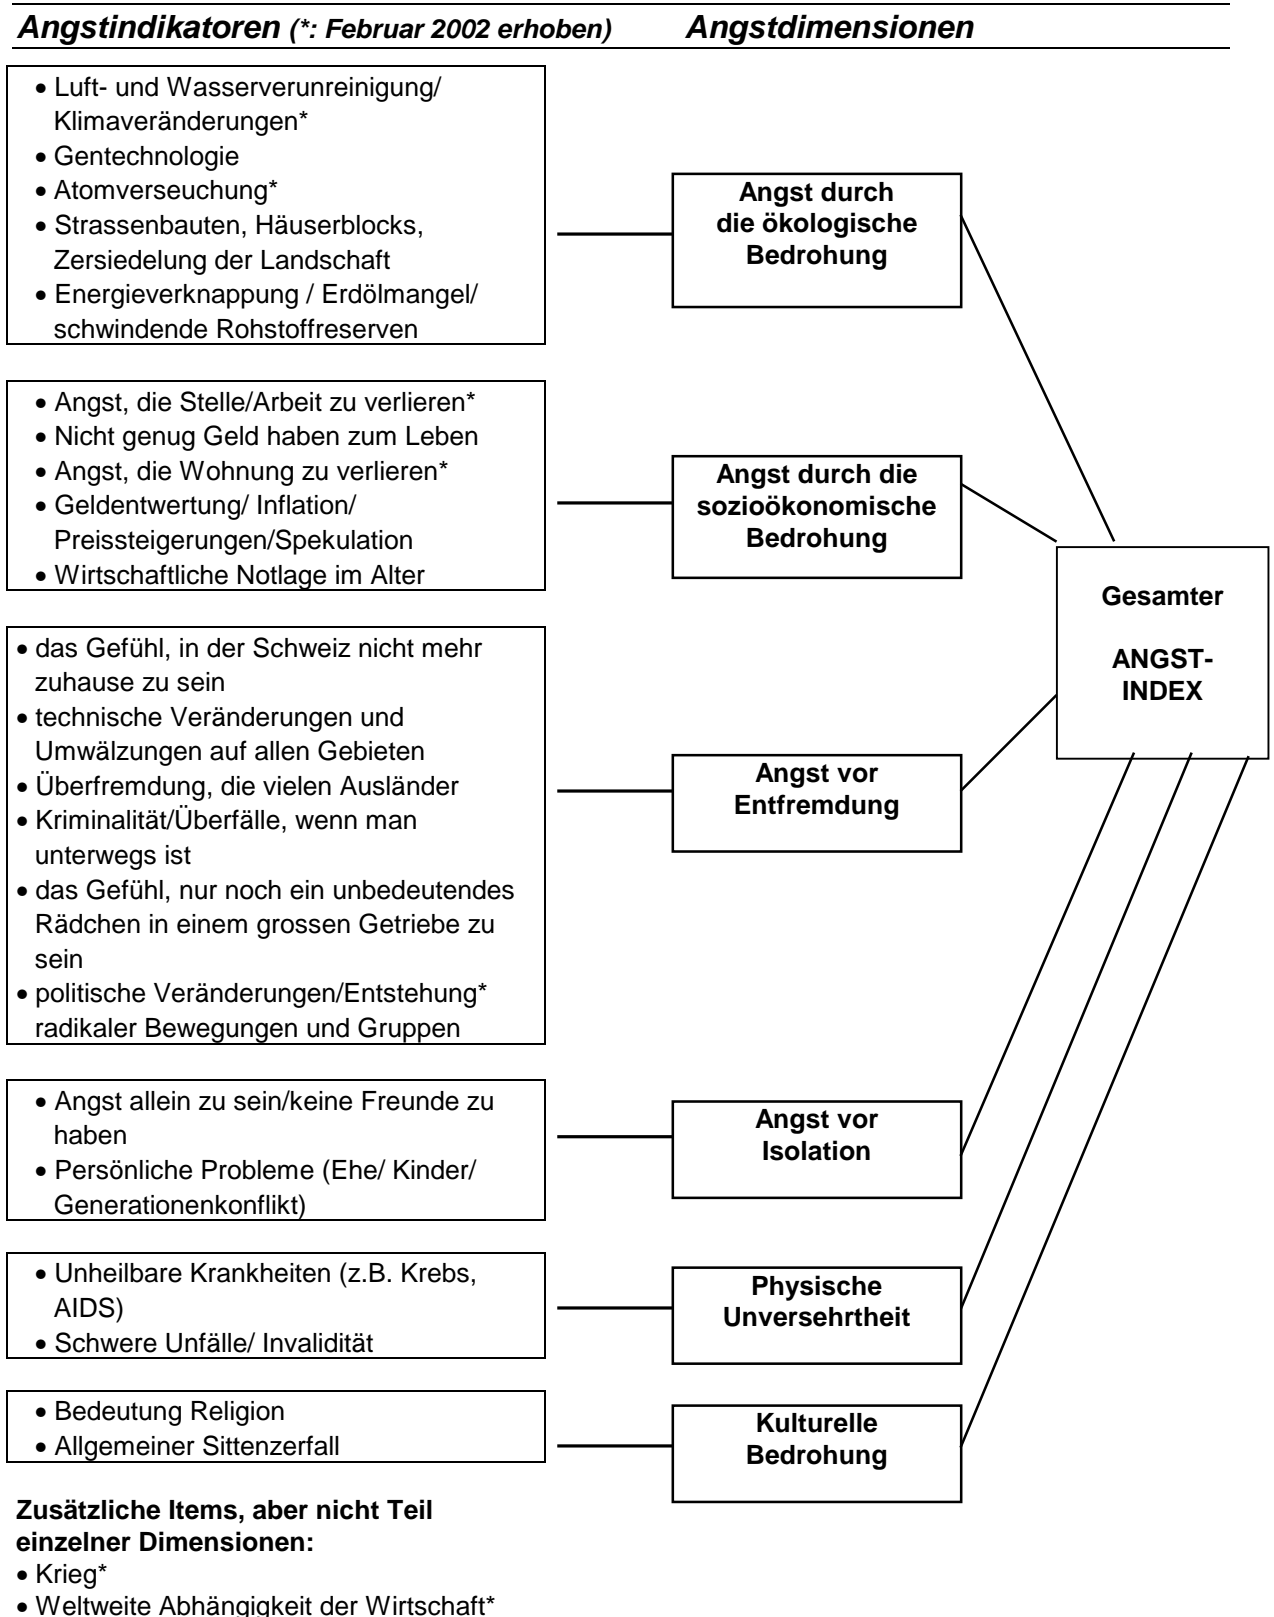 Angstindikatoren (*: Februar 2002 erhoben) Angstdimensionen
• Luft- und Wasserverunreinigung/
Klimaveränderungen*
• Gentechnologie
• Atomverseuchung*
• Strassenbauten, Häuserblocks,
Zersiedelung der Landschaft
• Energieverknappung / Erdölmangel/
schwindende Rohstoffreserven
Angst durch
die ökologische
Bedrohung
• Angst, die Stelle/Arbeit zu verlieren*
• Nicht genug Geld haben zum Leben
• Angst, die Wohnung zu verlieren*
• Geldentwertung/ Inflation/
Preissteigerungen/Spekulation
• Wirtschaftliche Notlage im Alter
Angst durch die
sozioökonomische
Bedrohung
Gesamter
ANGST-
INDEX
• das Gefühl, in der Schweiz nicht mehr
zuhause zu sein
• technische Veränderungen und
Umwälzungen auf allen Gebieten
• Überfremdung, die vielen Ausländer
• Kriminalität/Überfälle, wenn man
unterwegs ist
• das Gefühl, nur noch ein unbedeutendes
Rädchen in einem grossen Getriebe zu
sein
• politische Veränderungen/Entstehung*
radikaler Bewegungen und Gruppen
Angst vor
Entfremdung
• Angst allein zu sein/keine Freunde zu
haben
• Persönliche Probleme (Ehe/ Kinder/
Generationenkonflikt)
Angst vor
Isolation
• Unheilbare Krankheiten (z.B. Krebs,
AIDS)
• Schwere Unfälle/ Invalidität
Physische
Unversehrtheit
• Bedeutung Religion
• Allgemeiner Sittenzerfall
Kulturelle
Bedrohung
Zusätzliche Items, aber nicht Teil
einzelner Dimensionen:
• Krieg*
• Weltweite Abhängigkeit der Wirtschaft*